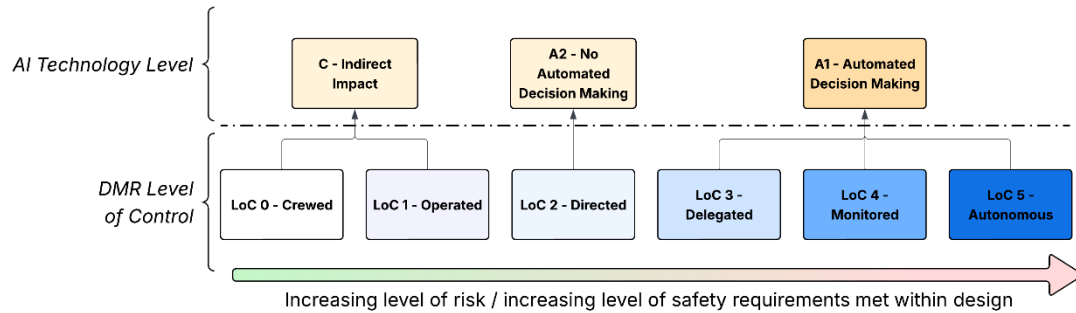 AI Technology Level
C - Indirect
Impact
A2 - No
Automated
Decision Making
A1 - Automated
Decision Making
DMR Level
of Control
LoC 0 - Crewed
LoC 1 - Operated
LoC 2 - Directed
LoC 3 -
Delegated
LoC 4 -
Monitored
LoC 5 -
Autonomous
Increasing level of risk / increasing level of safety requirements met within design